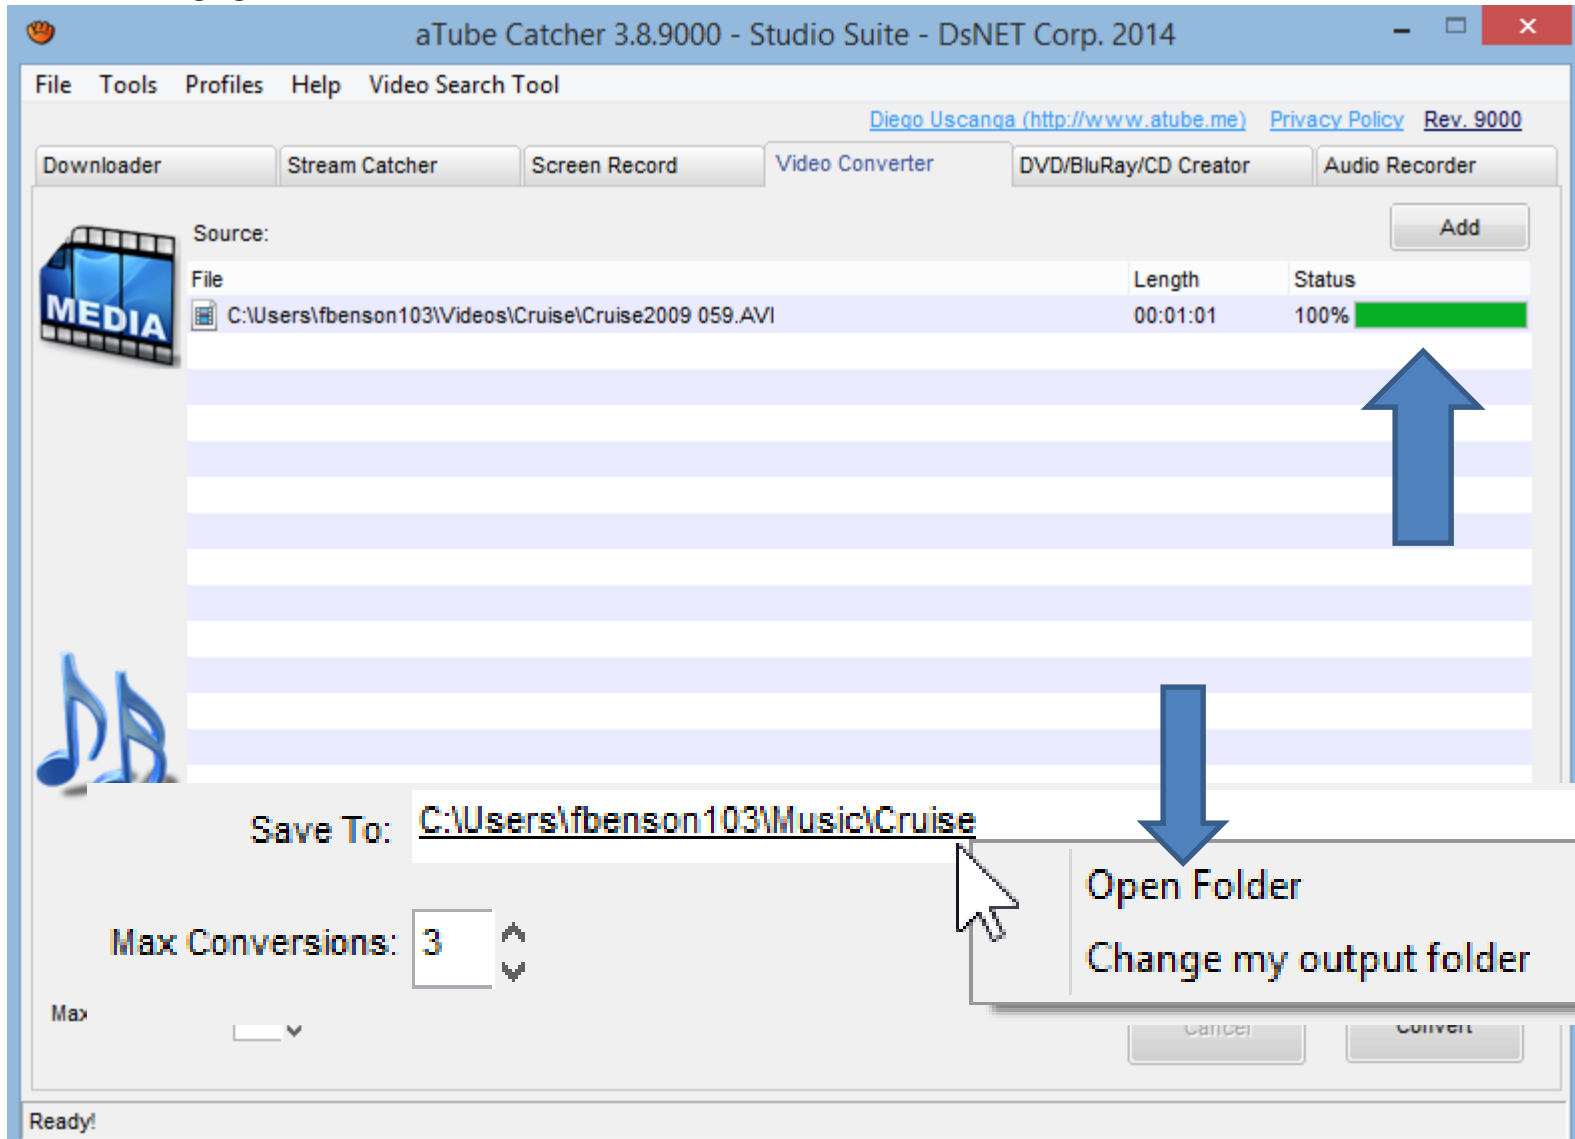 aTube Catcher 3.8.9000 - Studio Suite - DsNET Corp. 2014
File Tools Profiles Help Video Search Tool
Diego Uscanga (http://www.atube.me) Privacy Policy Rev. 9000
Downloader Stream Catcher Screen Record Video Converter DVD/BluRay/CD Creator Audio Recorder
MEDIA
Source: Add
File Length Status
C:\Users\fbenson103\Videos\Cruise\Cruise2009 059.AVI 00:01:01 100%
Save To: C:\Users\fbenson103\Music\Cruise
Open Folder
Max Conversions: 3
Change my output folder
Max
Cancel Convert
Ready!